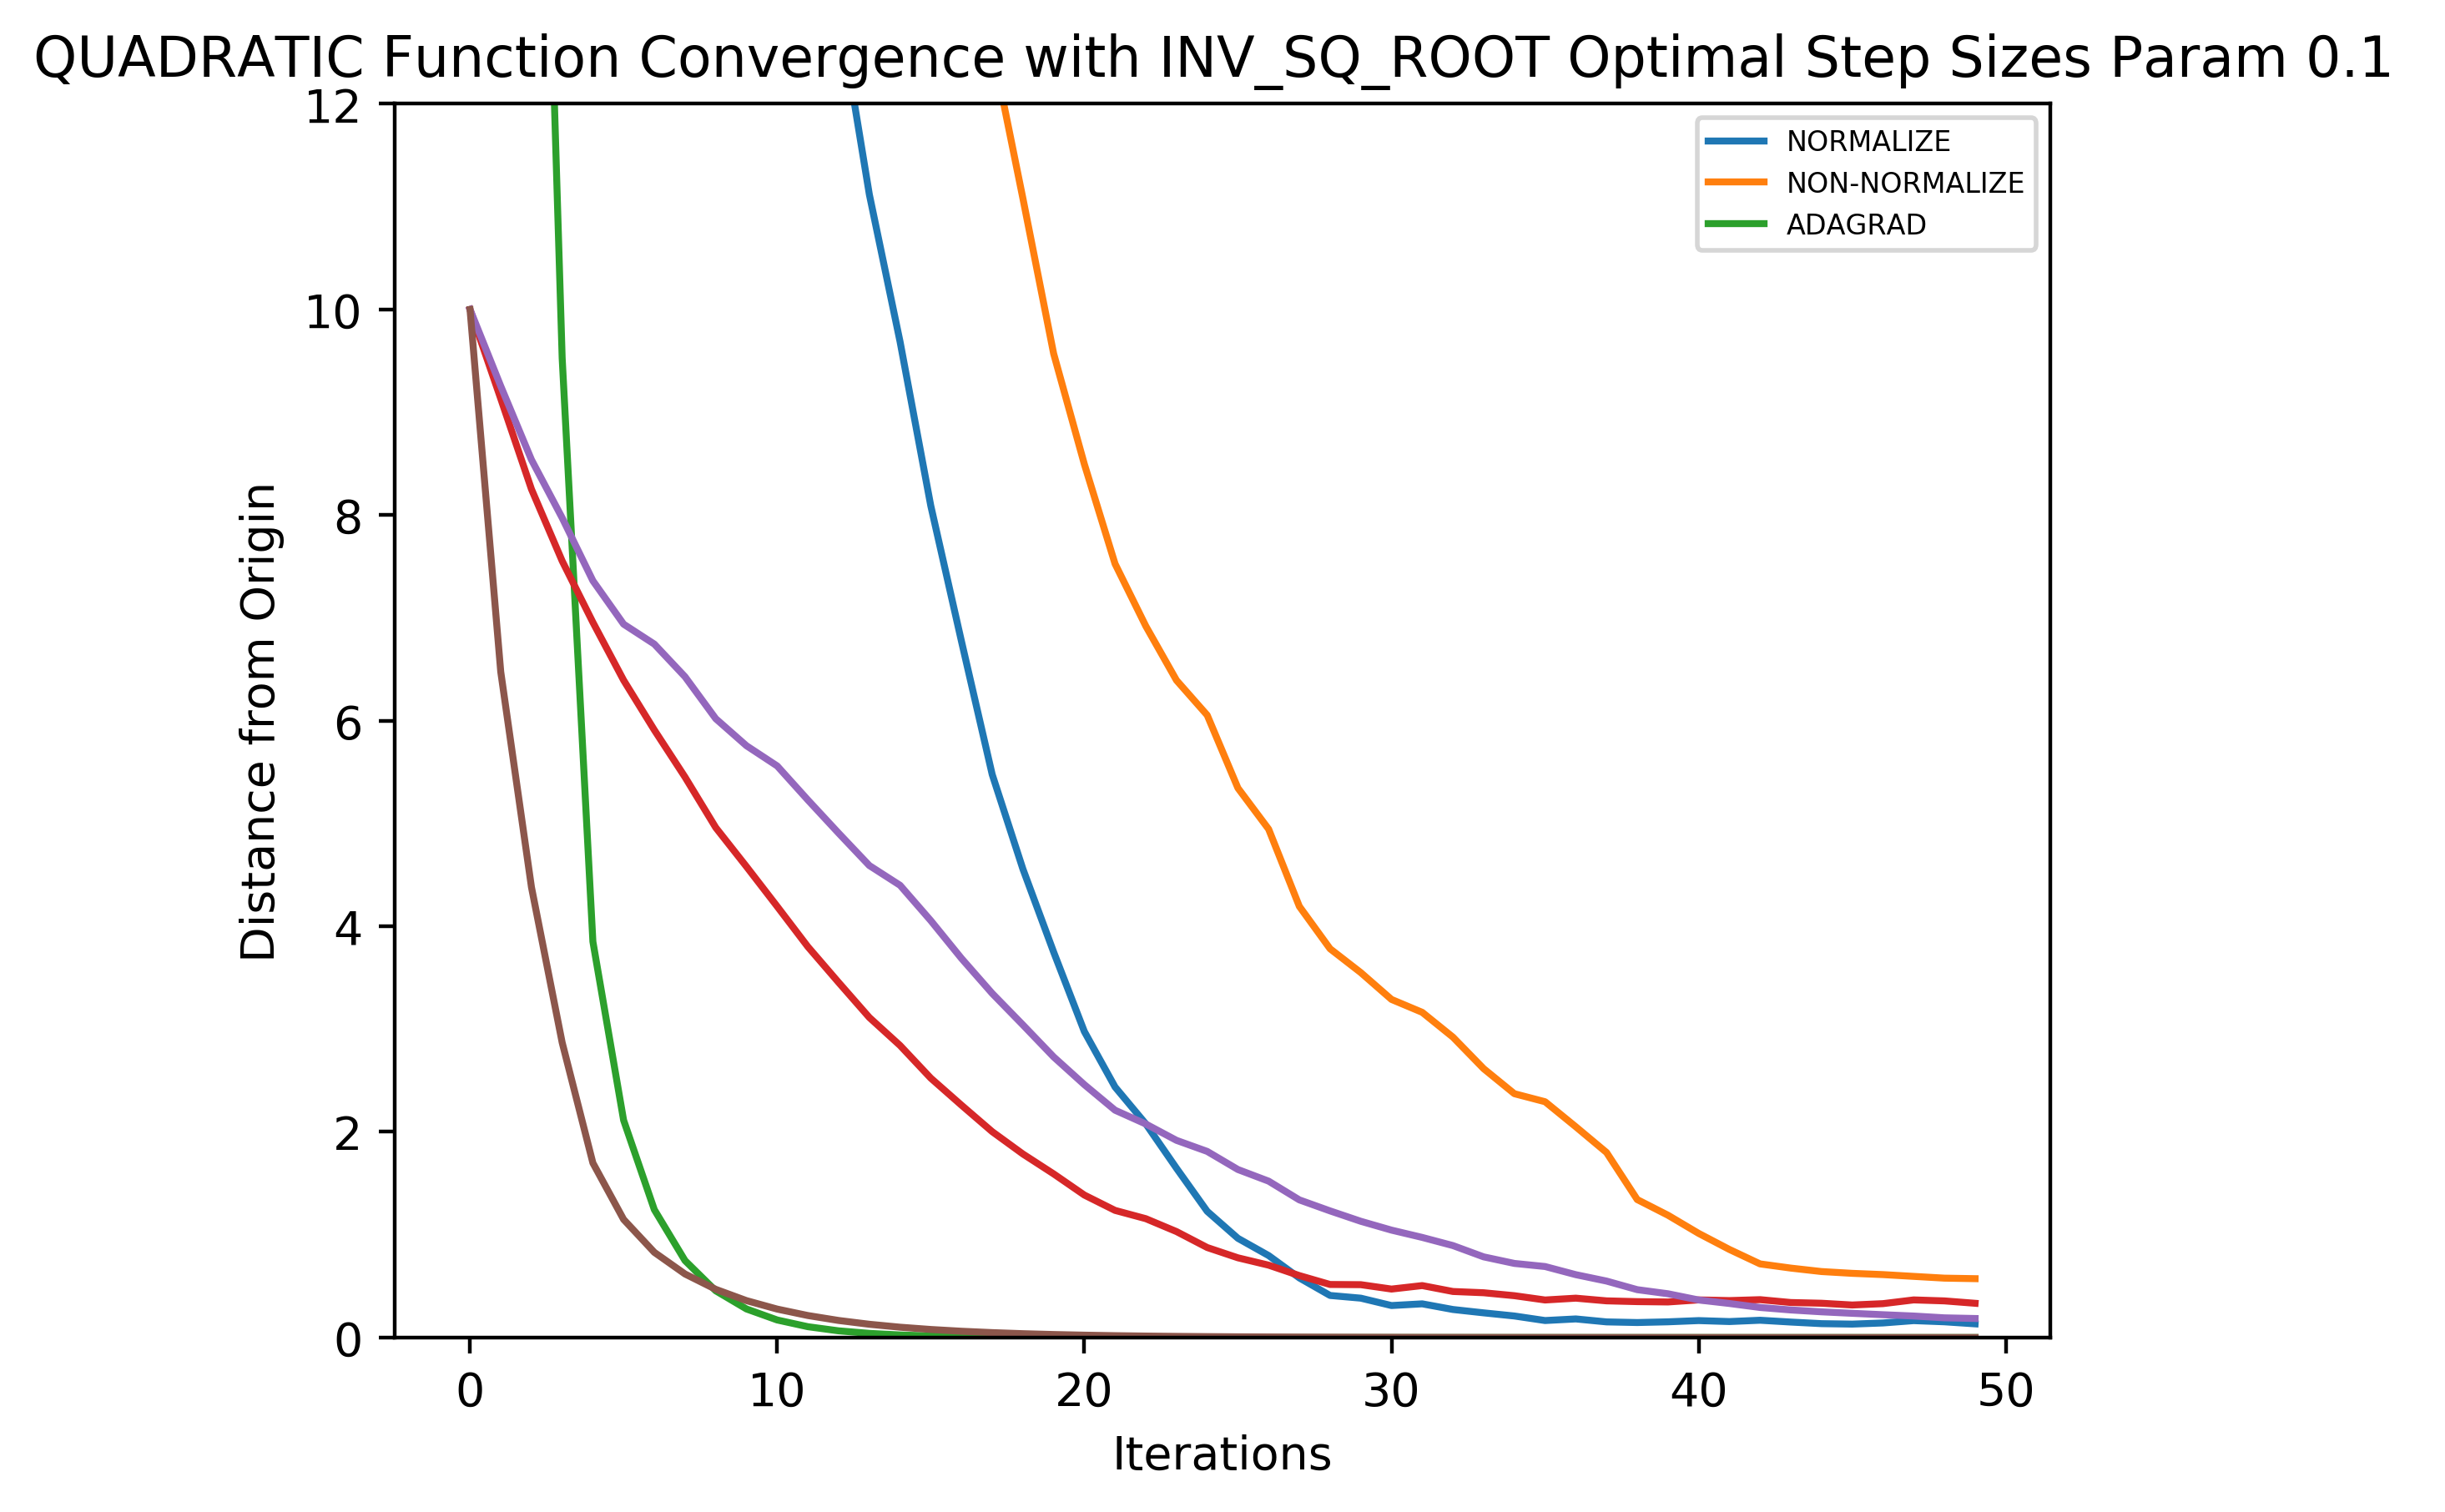 QUADRATIC Function Convergence with INV_SQ_ROOT Optimal Step Sizes Param 0.1
12
10
8
6
4
2
0
Distance from Origin
NORMALIZE
NON-NORMALIZE
ADAGRAD
0 10 20 30 40 50
Iterations